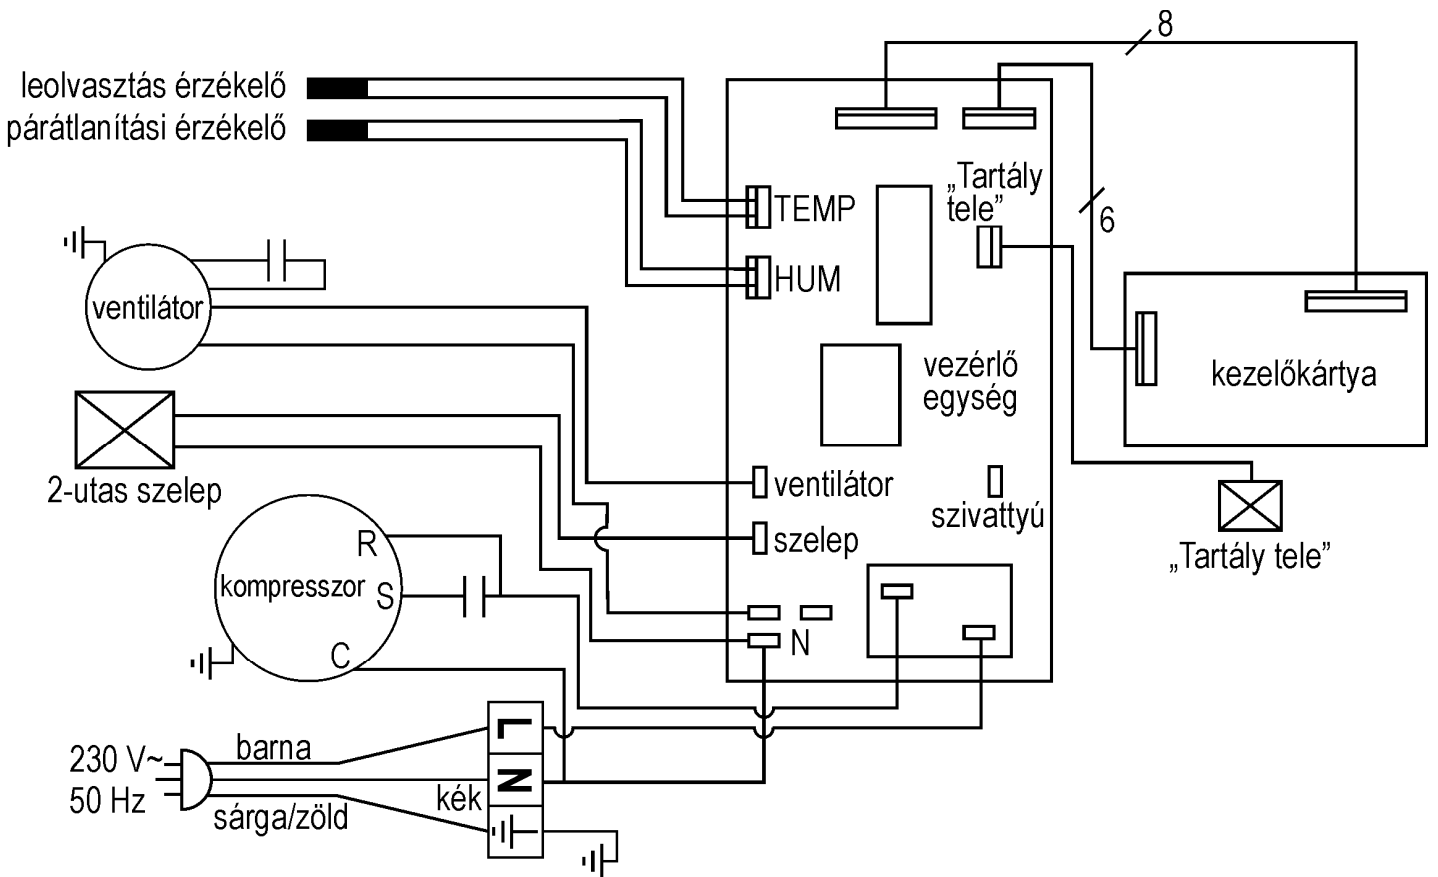 8
leolvasztás érzékelő
párátlanítási érzékelő
„Tartály
tele”
TEMP
6
HUM
ventilátor
vezérlő
egység
kezelőkártya
2-utas szelep
ventilátor
szivattyú
szelep
„Tartály tele”
R
kompresszor
S
C
N
L
230 V~
barna
N
50 Hz
kék
sárga/zöld